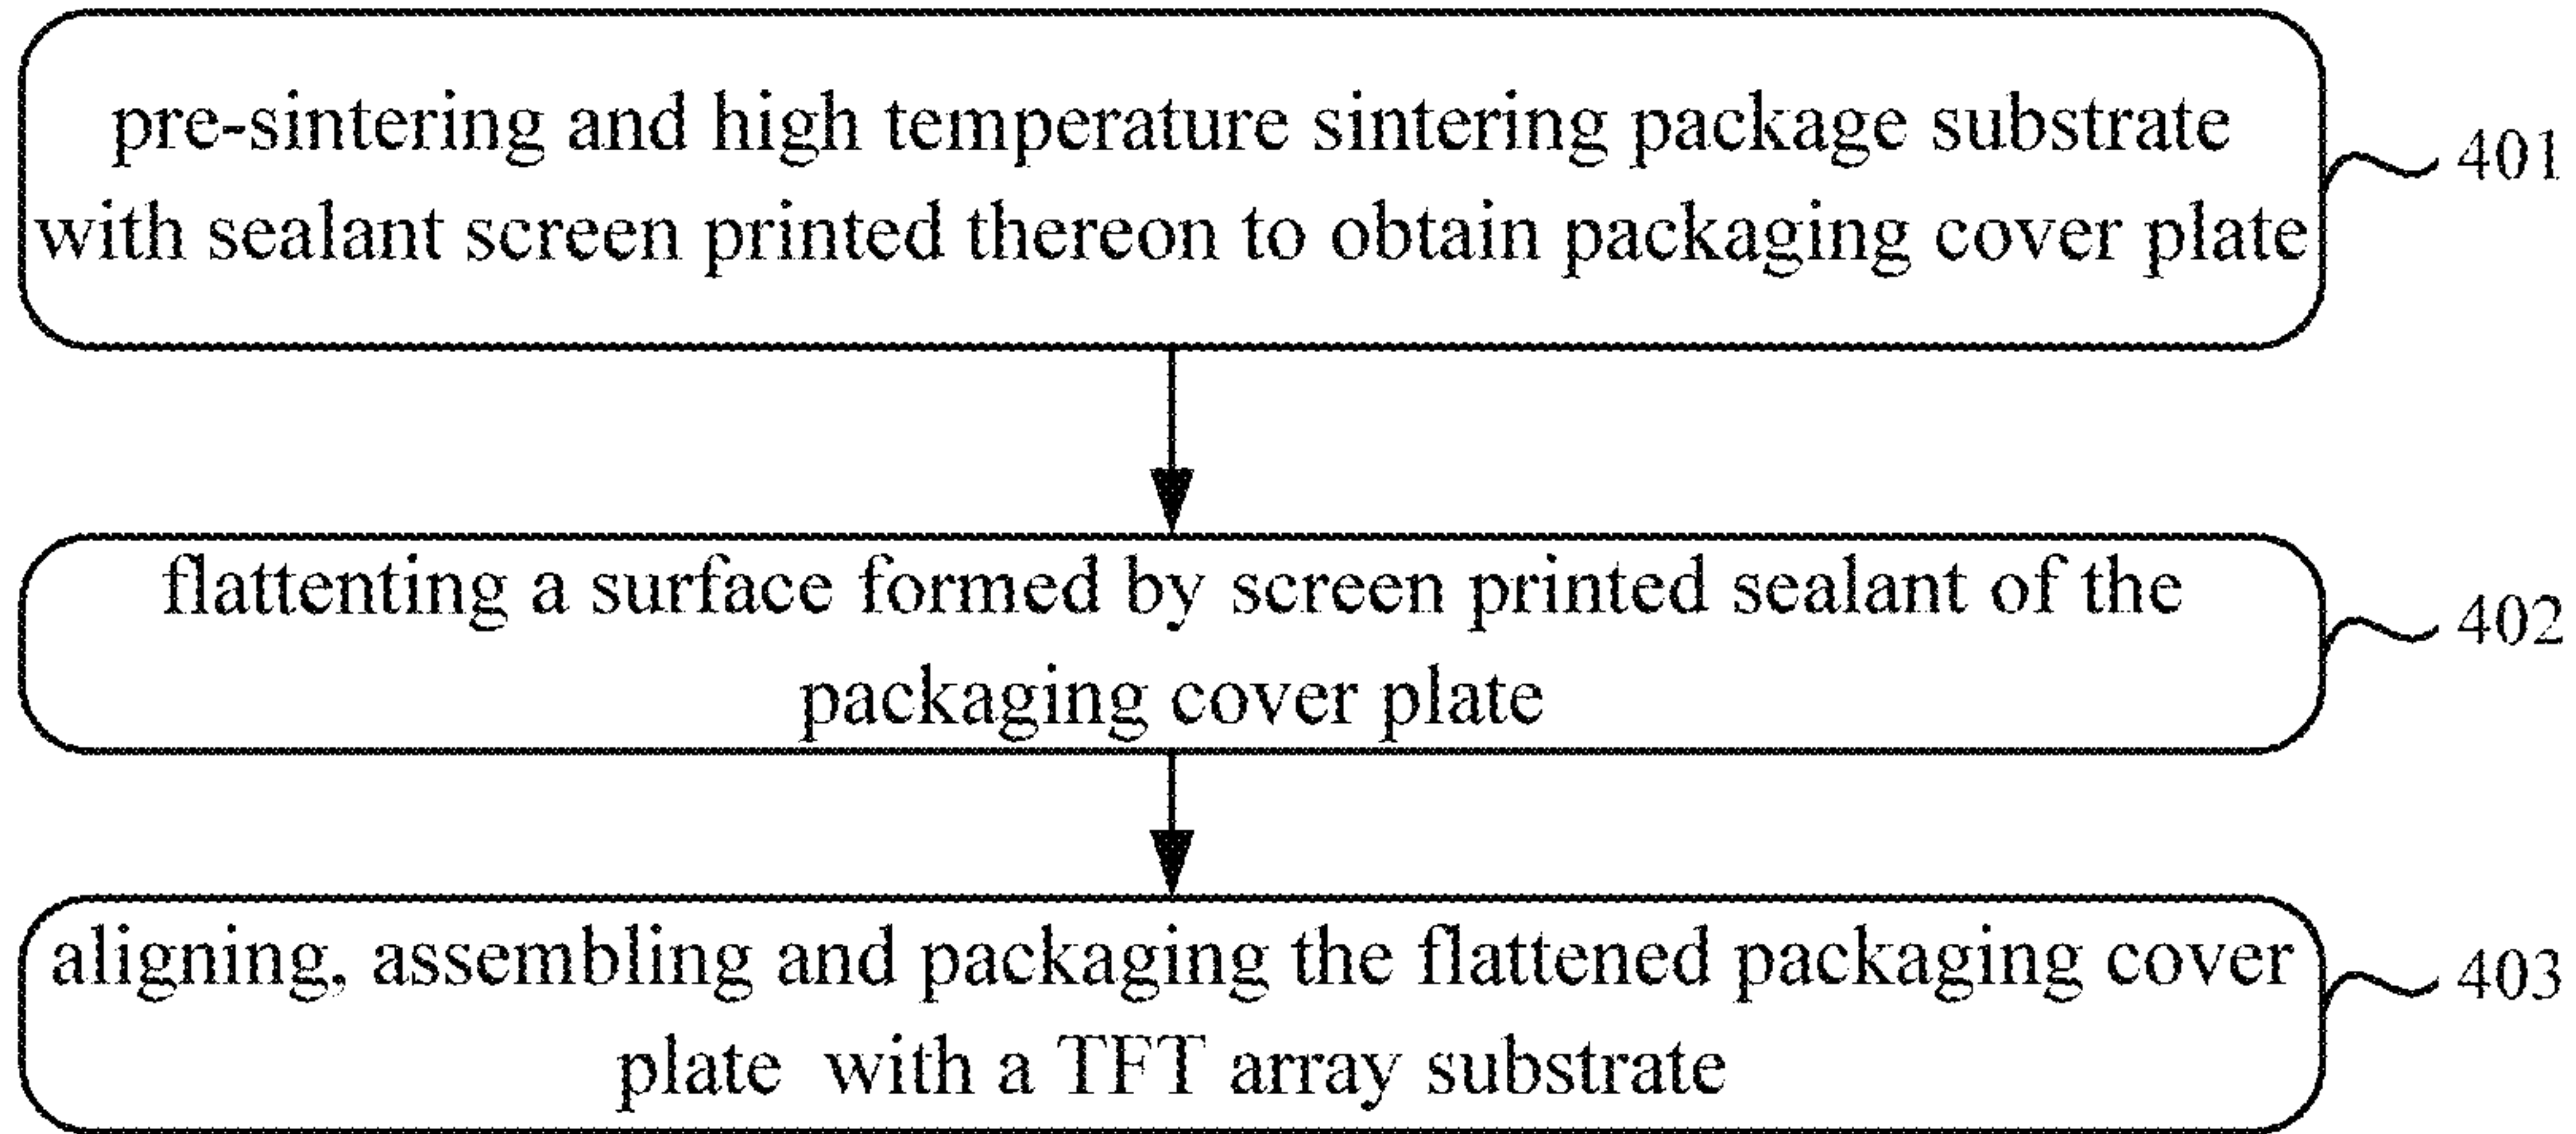 pre-sintering and high temperature sintering package substrate
with sealant screen printed thereon to obtain packaging cover plate
401
flattenting a surface formed by screen printed sealant of the
packaging cover plate
402
aligning, assembling and packaging the flattened packaging cover
plate with a TFT array substrate
403